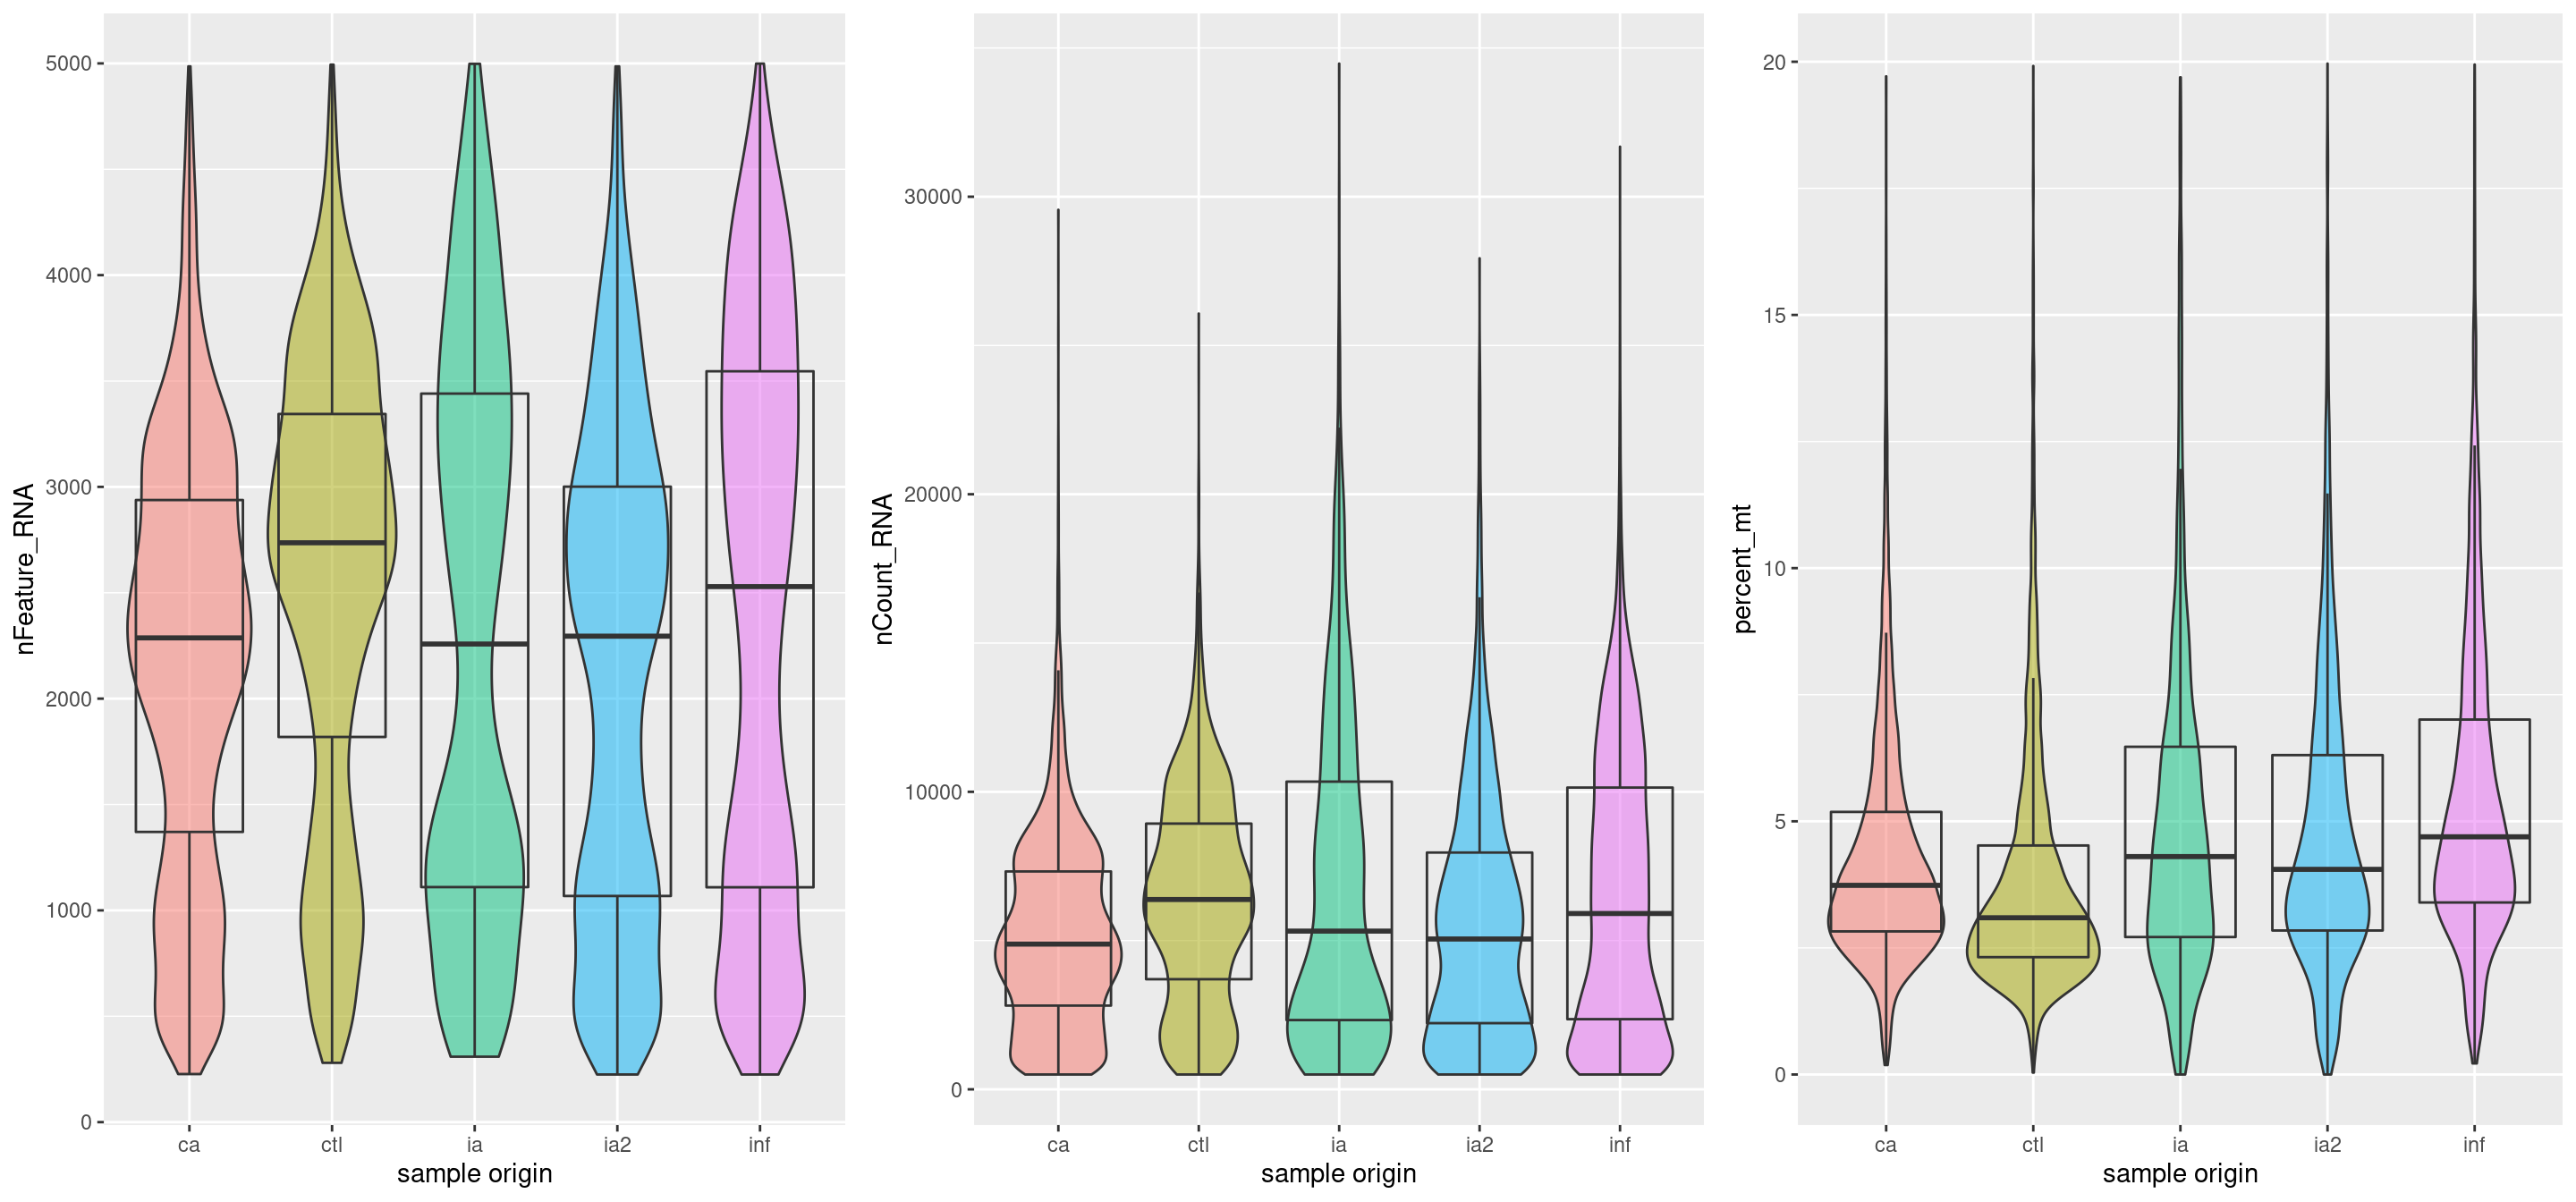 nFeature_RNA
5000
4000
3000
2000
1000
0
ca ctl ia ia2 inf
sample origin
nCount_RNA
30000
20000
10000
0
ca ctl ia ia2 inf
sample origin
percent_mt
20
15
10
5
0
ca ctl ia ia2 inf
sample origin